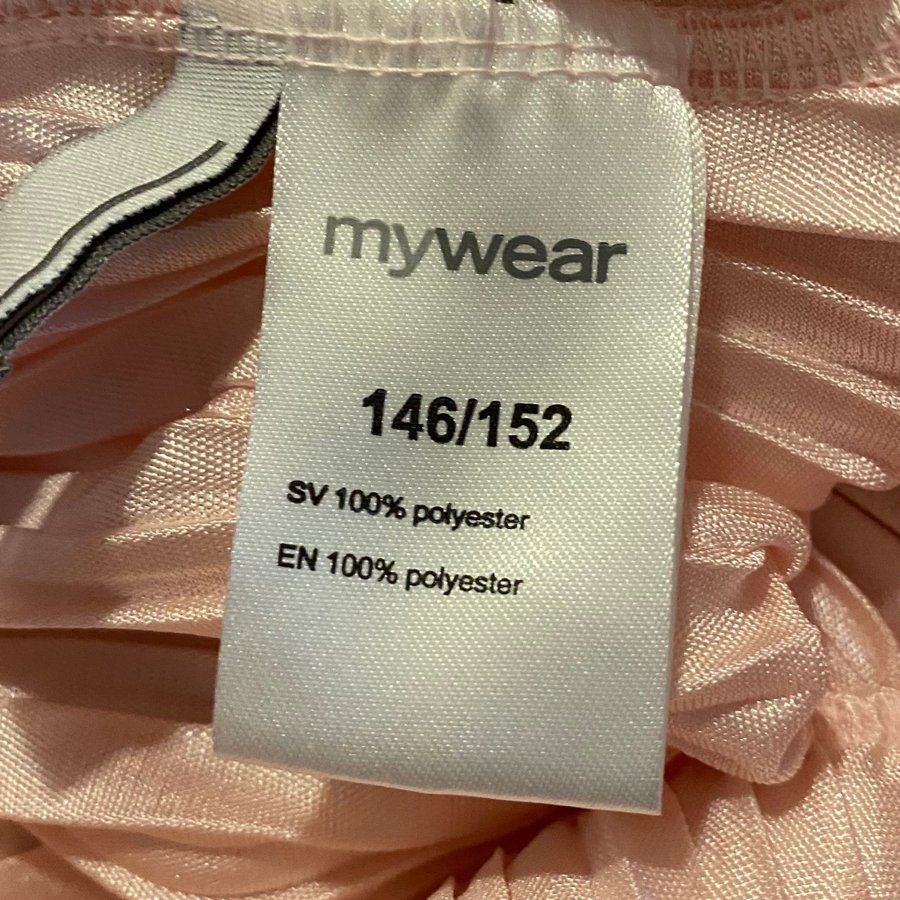 mywear
146/152
SV 100% polyester
EN 100% polyester